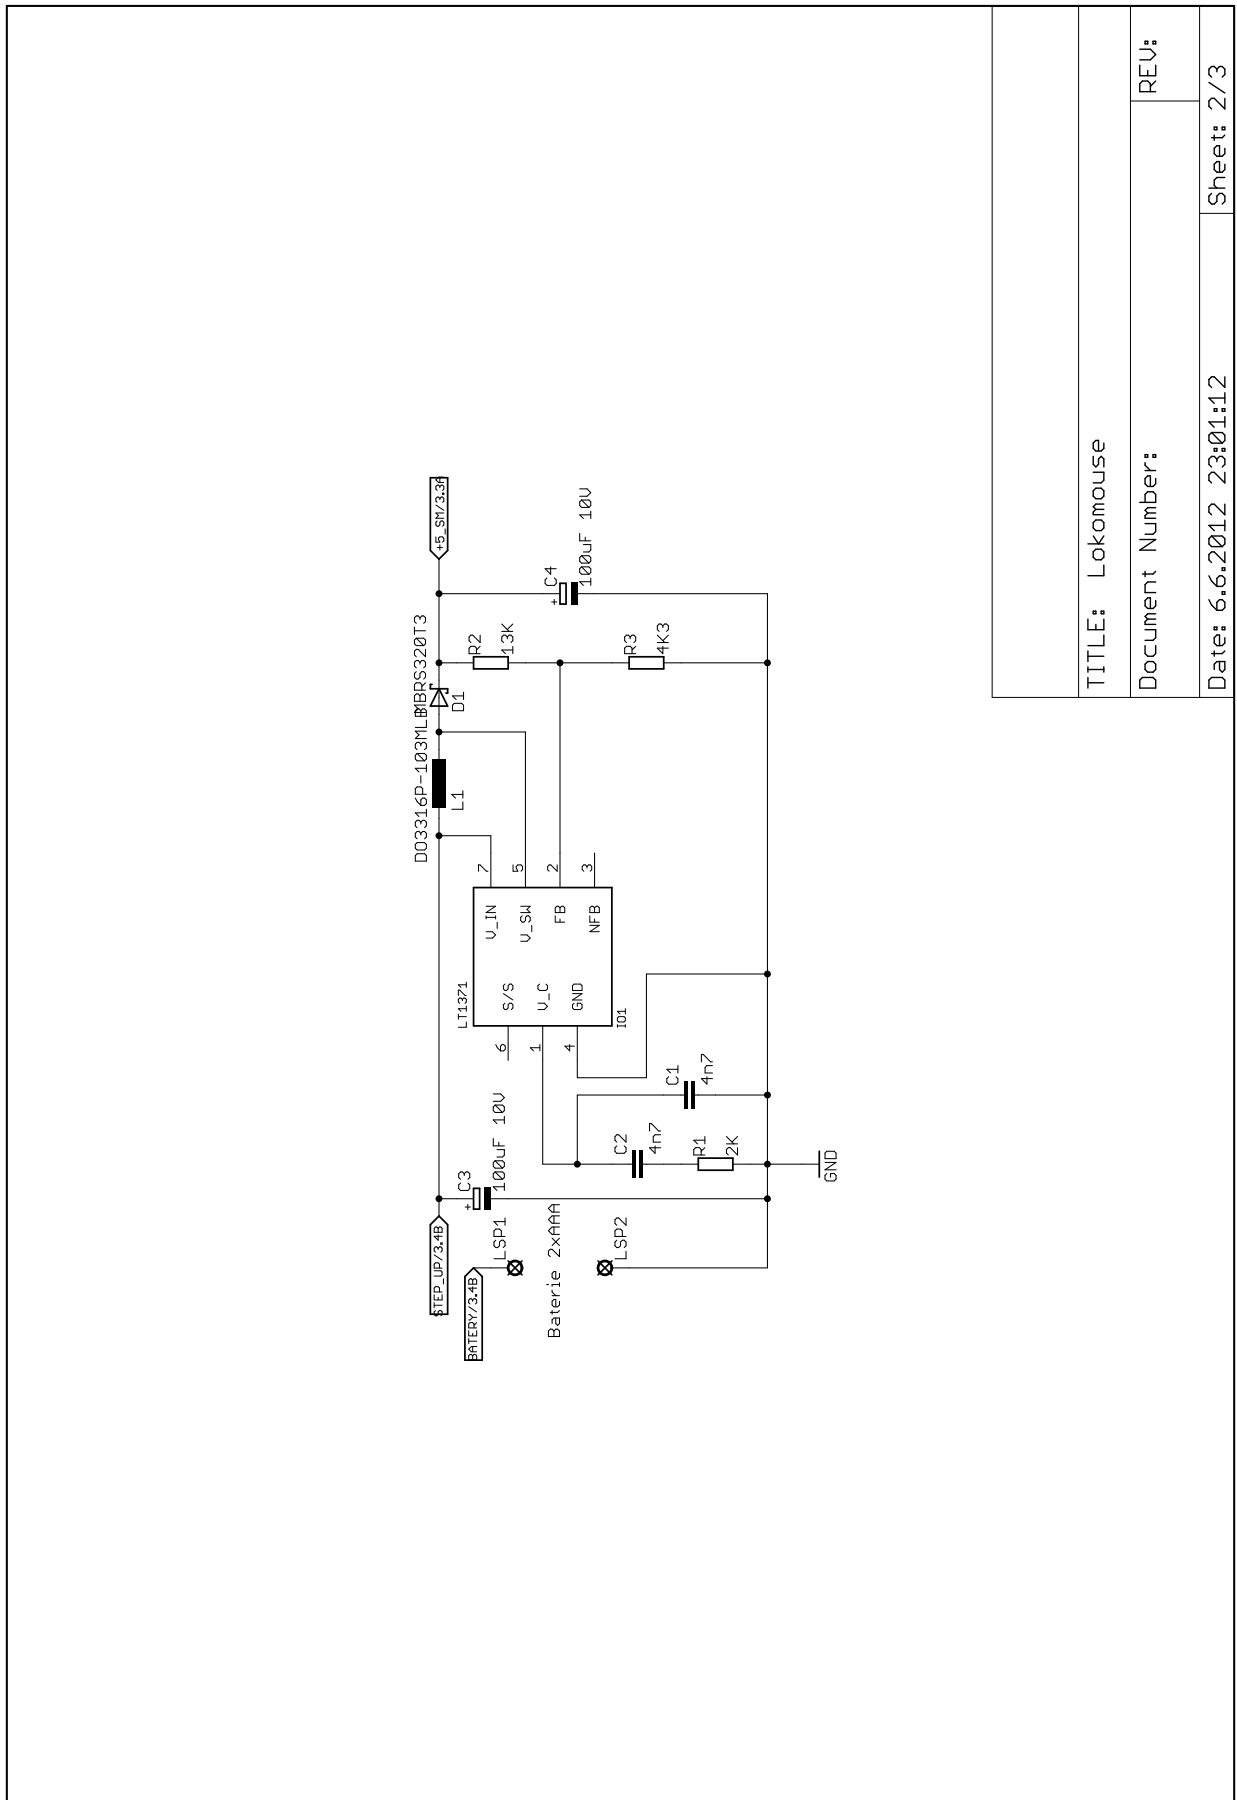 DO3316P-103MLB
MBRS320T3
L1
D1
STEP_UP/3.4B
+5_SM/3.3A
BATERY/3.4B
C3
+
100uF 10V
LSP1
Baterie 2xAAA
LSP2
LT1371
6
S/S
V_IN
7
1
V_C
V_SW
5
4
GND
FB
2
NFB
3
IO1
R2
13K
C4
+
100uF 10V
R3
4K3
C2
4n7
C1
4n7
R1
2K
GND
TITLE: Lokomouse
Document Number:
REV:
Date: 6.6.2012 23:01:12
Sheet: 2/3